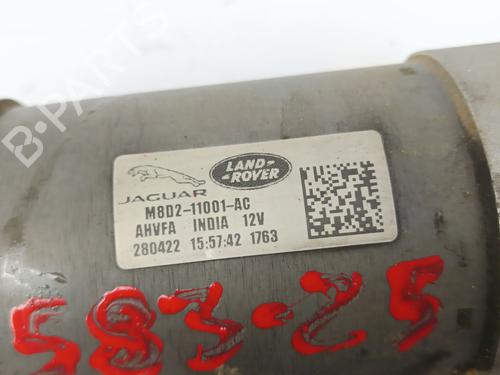 LAND-
ROVER
JAGUAR
M8D2-11001-AC
AHVFA INDIA 12V
280422 15:57:42 1763
583-25
B-PARTS